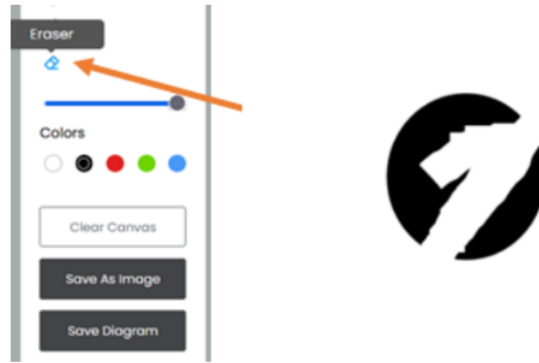 Eraser
Colors
Clear Canvas
Save As Image
Save Diagram